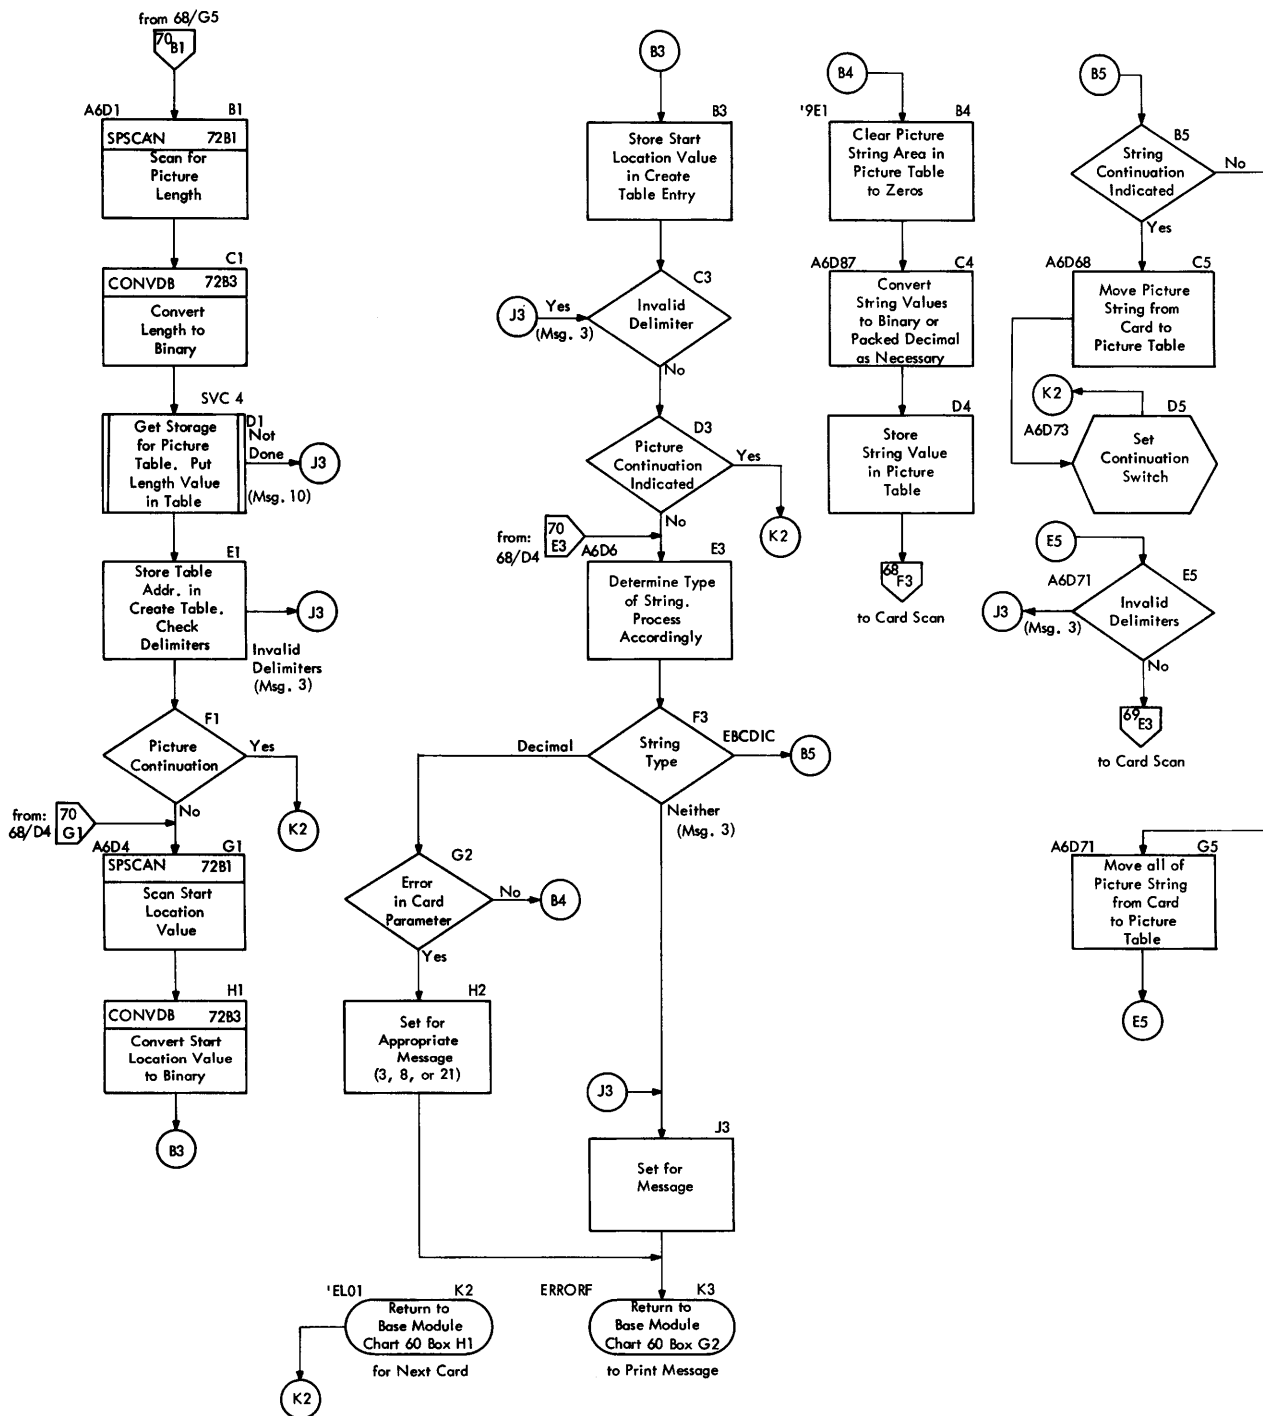 from 68/G5
70
B1
A6D1
B1
SPSCAN 72B1
Scan for
Picture
Length
C1
CONVDB 72B3
Convert
Length to
Binary
SVC 4
D1
Get Storage
for Picture
Table. Put
Length Value
in Table
Not
Done
J3
(Msg. 10)
E1
Store Table
Addr. in
Create Table.
Check
Delimiters
J3
Invalid
Delimiters
(Msg. 3)
F1
Picture
Continuation
Yes
K2
No
from:
68/D4
70
G1
A6D4
G1
SPSCAN 72B1
Scan Start
Location
Value
H1
CONVDB 72B3
Convert Start
Location Value
to Binary
B3
B3
B3
Store Start
Location Value
in Create
Table Entry
C3
Invalid
Delimiter
J3
Yes
(Msg. 3)
No
D3
Picture
Continuation
Indicated
Yes
K2
No
from:
68/D4
70
E3
A6D6
E3
Determine Type
of String.
Process
Accordingly
F3
String
Type
Decimal
EBCDIC
B5
Neither
(Msg. 3)
G2
Error
in Card
Parameter
No
B4
Yes
H2
Set for
Appropriate
Message
(3, 8, or 21)
J3
J3
Set for
Message
'EL01
K2
Return to
Base Module
Chart 60 Box H1
for Next Card
K2
ERRORF
K3
Return to
Base Module
Chart 60 Box G2
to Print Message
B4
'9E1
B4
Clear Picture
String Area in
Picture Table
to Zeros
A6D87
C4
Convert
String Values
to Binary or
Packed Decimal
as Necessary
D4
Store
String Value
in Picture
Table
68
F3
to Card Scan
B5
B5
String
Continuation
Indicated
No
Yes
A6D68
C5
Move Picture
String from
Card to
Picture Table
K2
D5
A6D73
Set
Continuation
Switch
E5
A6D71
E5
Invalid
Delimiters
J3
(Msg. 3)
No
69
E3
to Card Scan
A6D71
G5
Move all of
Picture String
from Card
to Picture
Table
E5